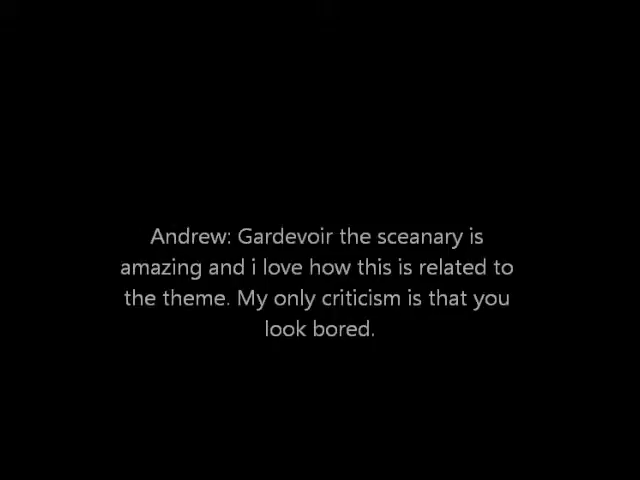 Andrew: Gardevoir the sceanary is
amazing and i love how this is related to
the theme. My only criticism is that you
look bored.